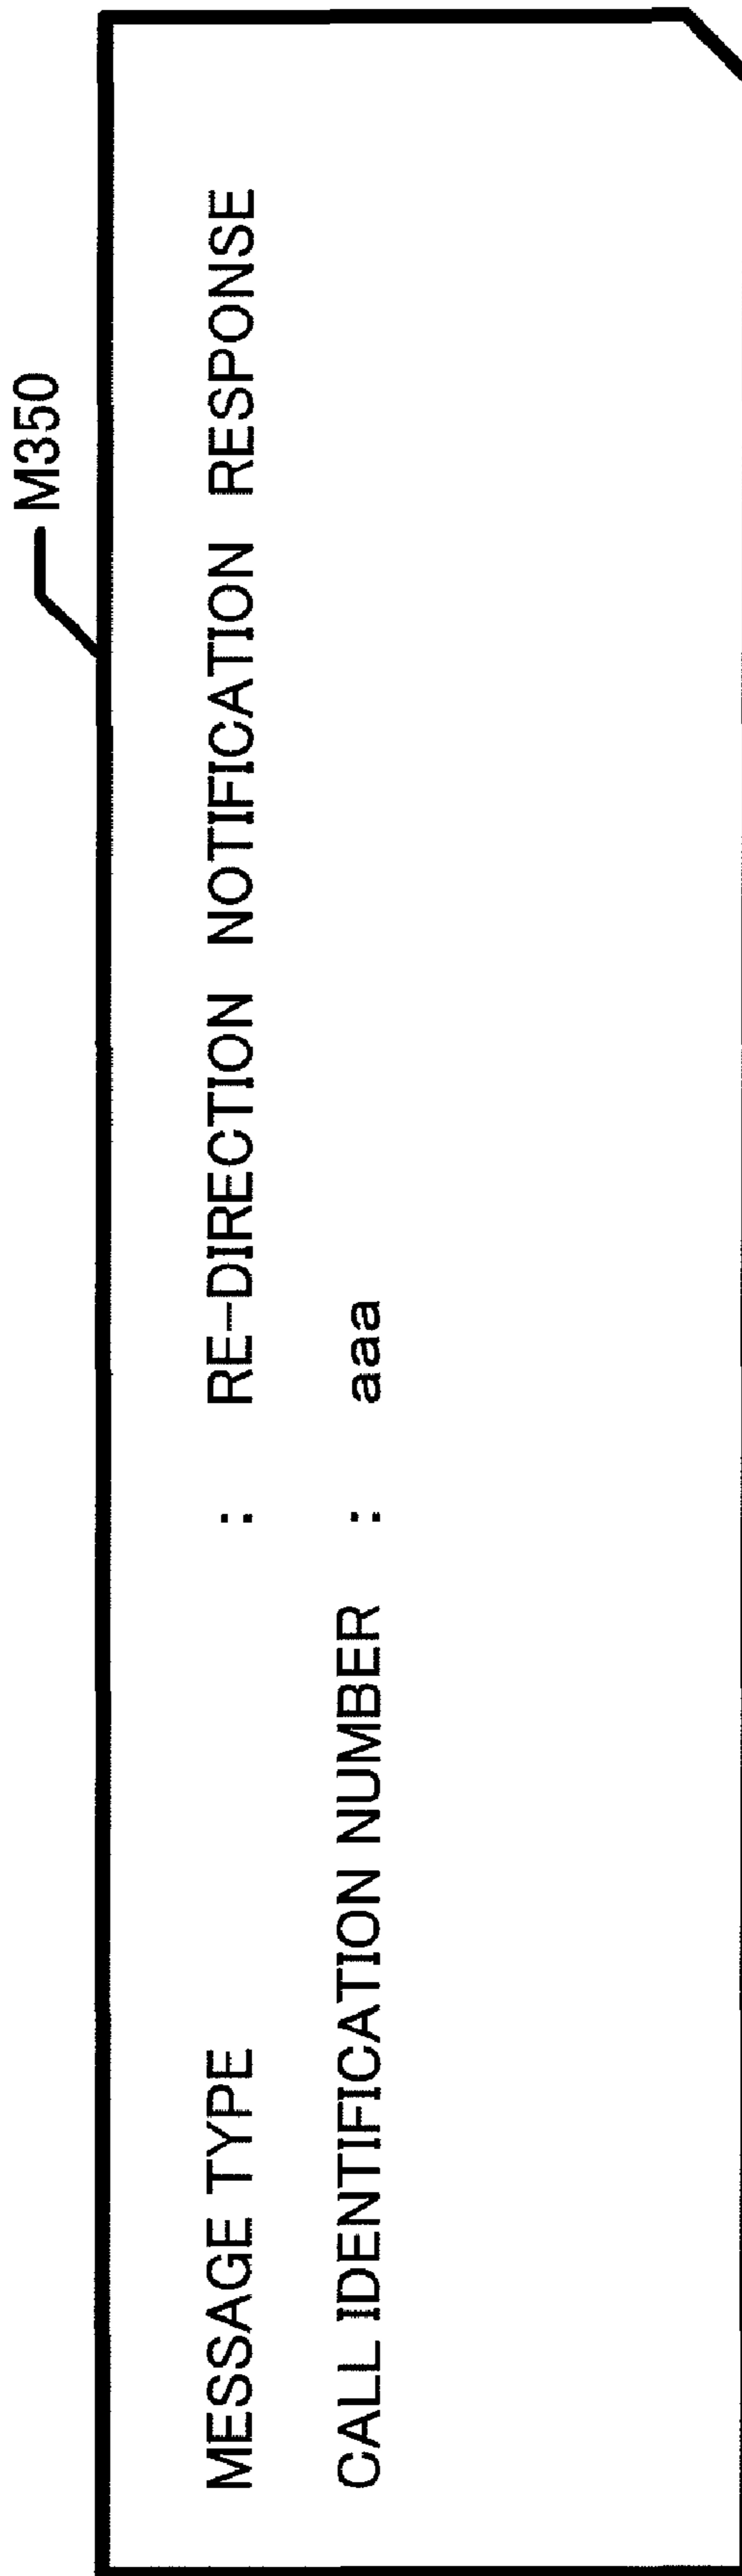 M350
MESSAGE TYPE : RE-DIRECTION NOTIFICATION RESPONSE
CALL IDENTIFICATION NUMBER : aaa